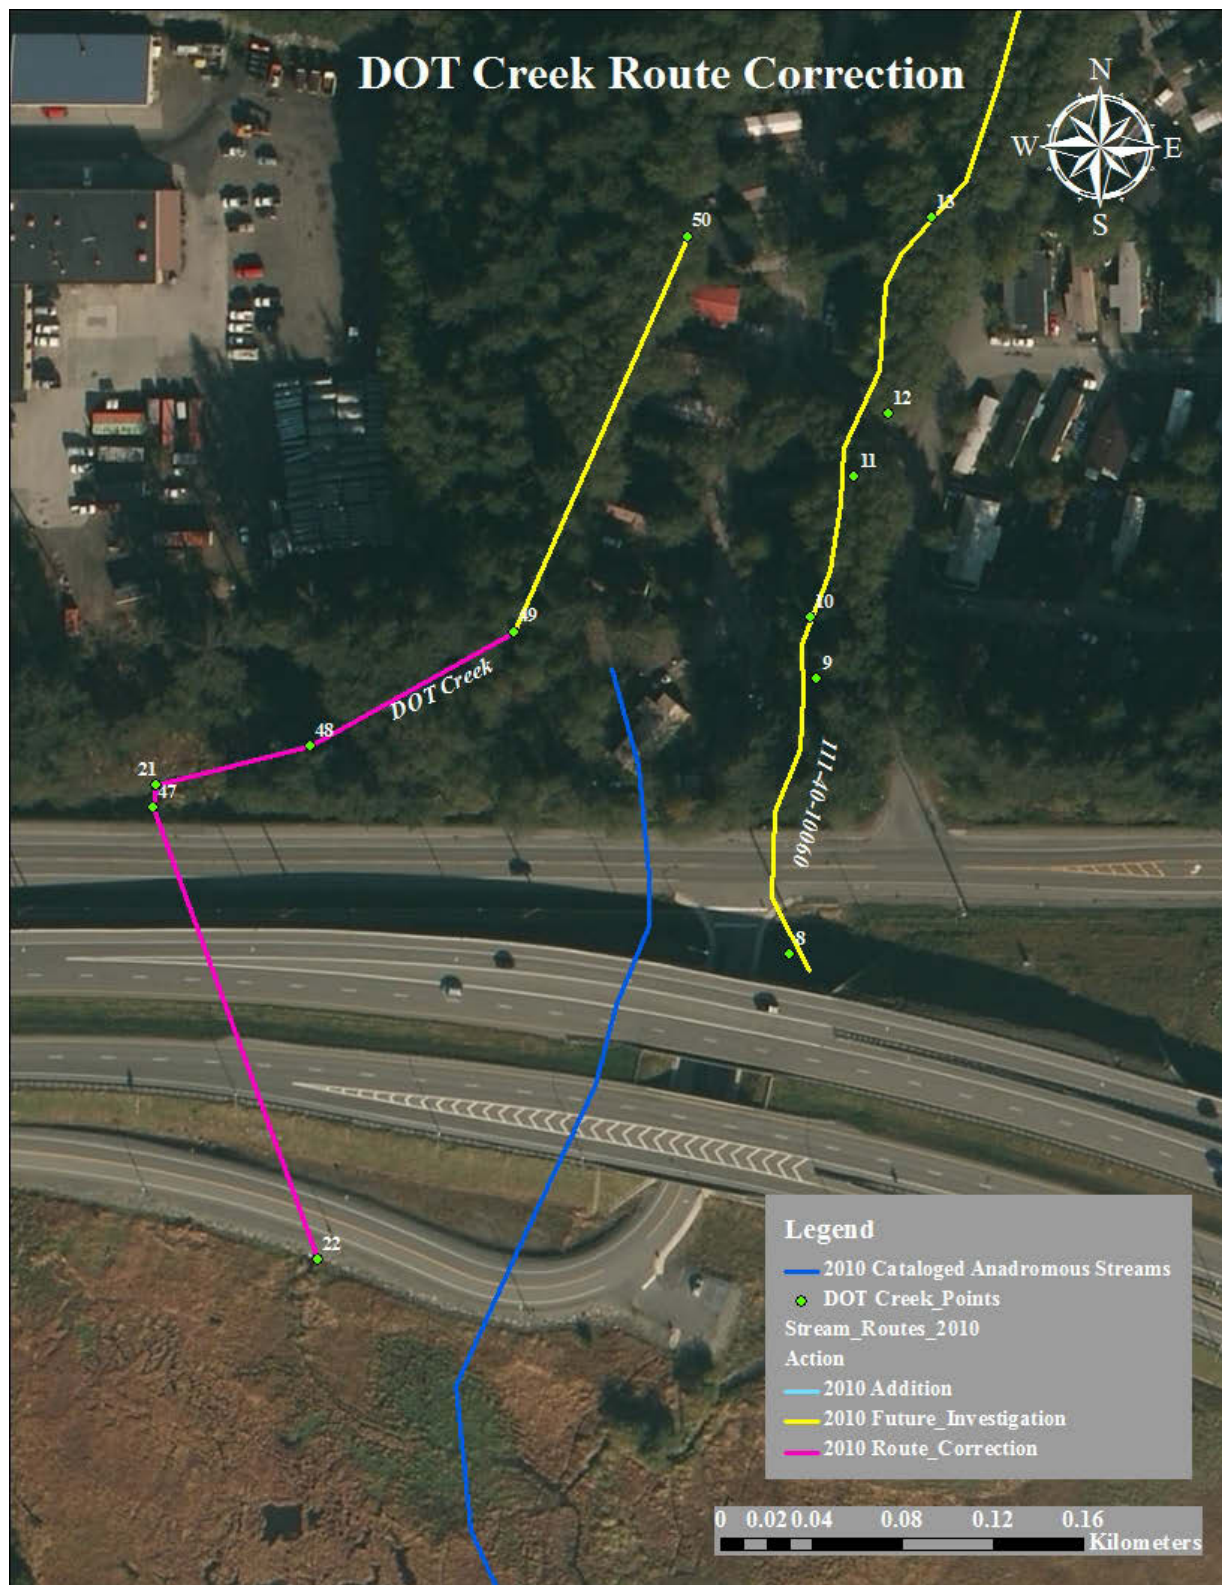 DOT Creek Route Correction
N
W
E
S
13
50
12
11
10
49
9
DOT Creek
48
111-40-10060
21
47
8
22
Legend
2010 Cataloged Anadromous Streams
DOT Creek_Points
Stream_Routes_2010
Action
2010 Addition
2010 Future_Investigation
2010 Route_Correction
0 0.02 0.04 0.08 0.12 0.16
Kilometers